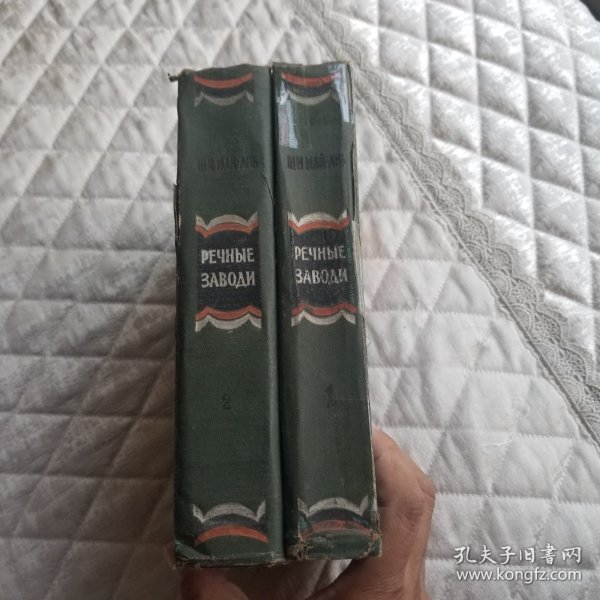 ШИ НАЙ-АНЬ
РЕЧНЫЕ
ЗАВОДИ
2
ШИ НАЙ-АНЬ
РЕЧНЫЕ
ЗАВОДИ
1
孔夫子旧书网
www.kongfz.com